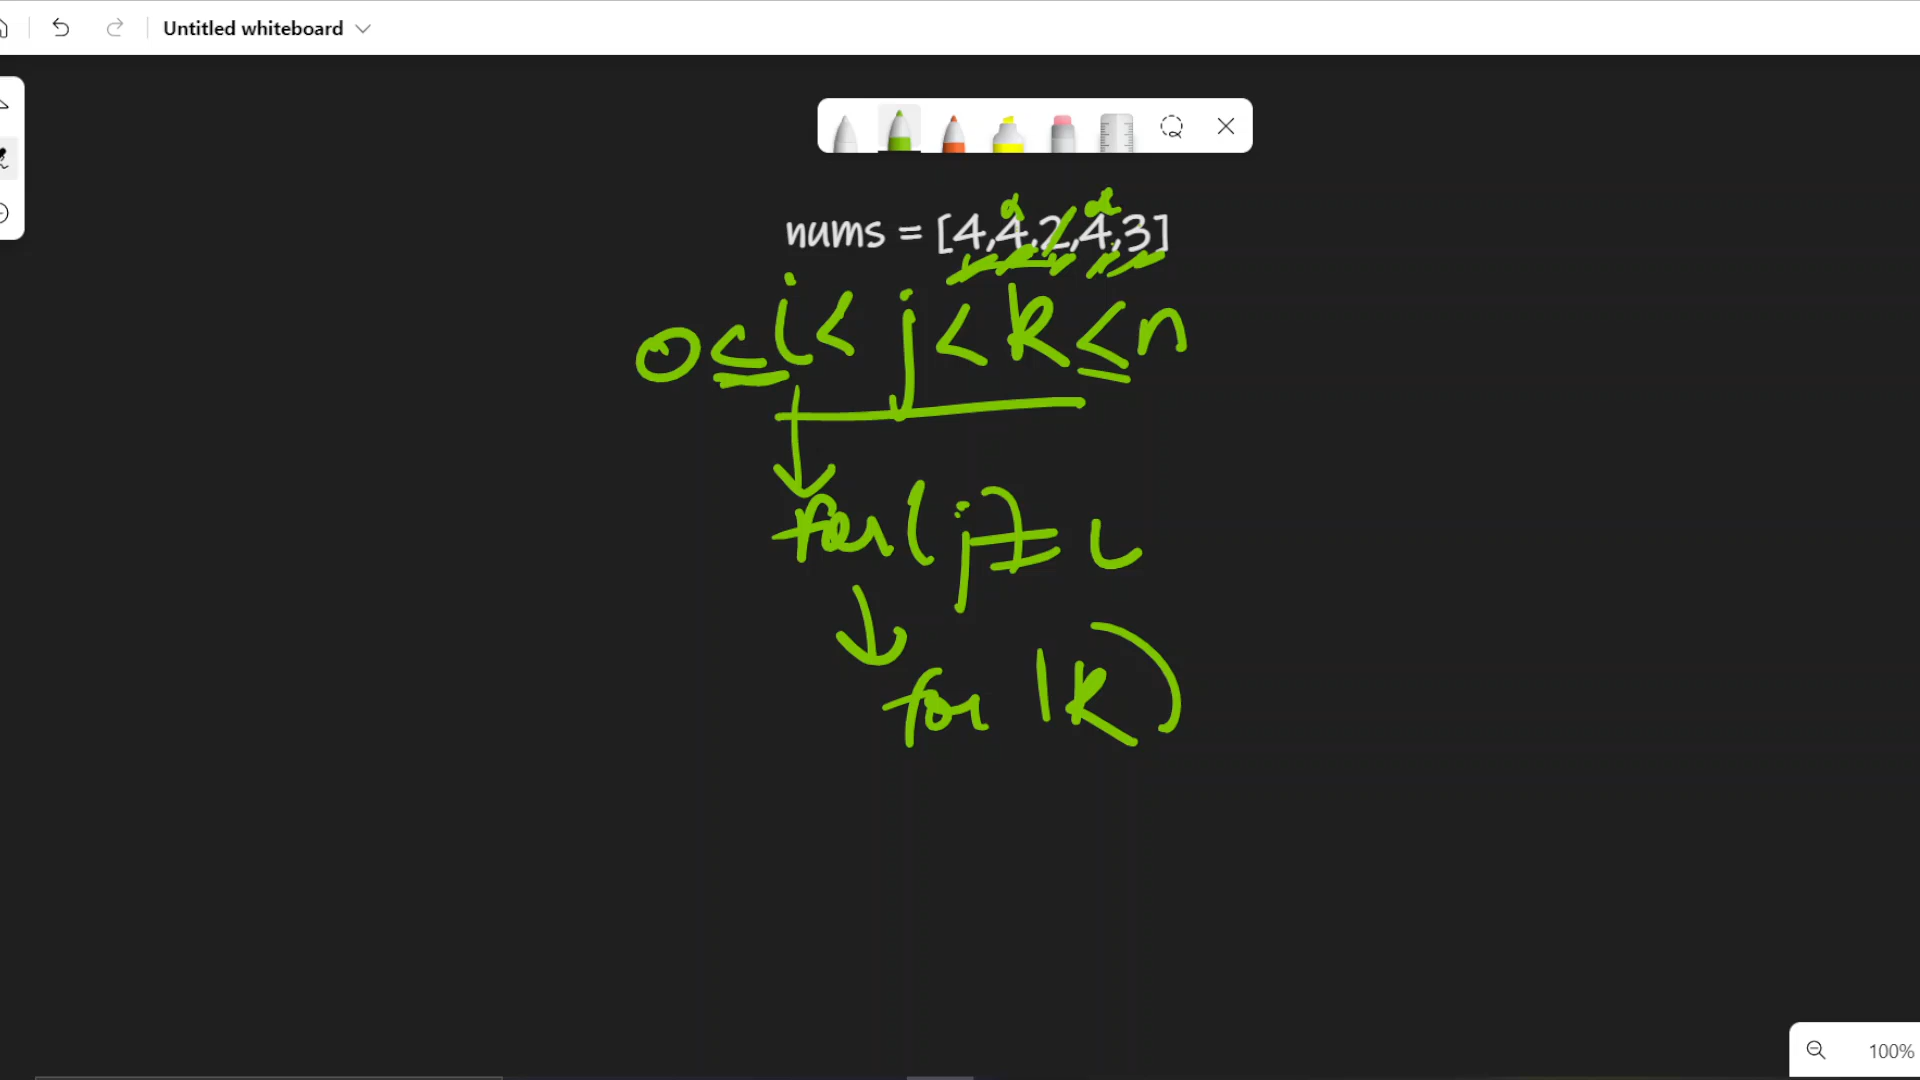 Untitled whiteboard
nums = [4,4,2,4,3]
0 ≤ i < j < k ≤ n
for(j) = i
for (k)
100%